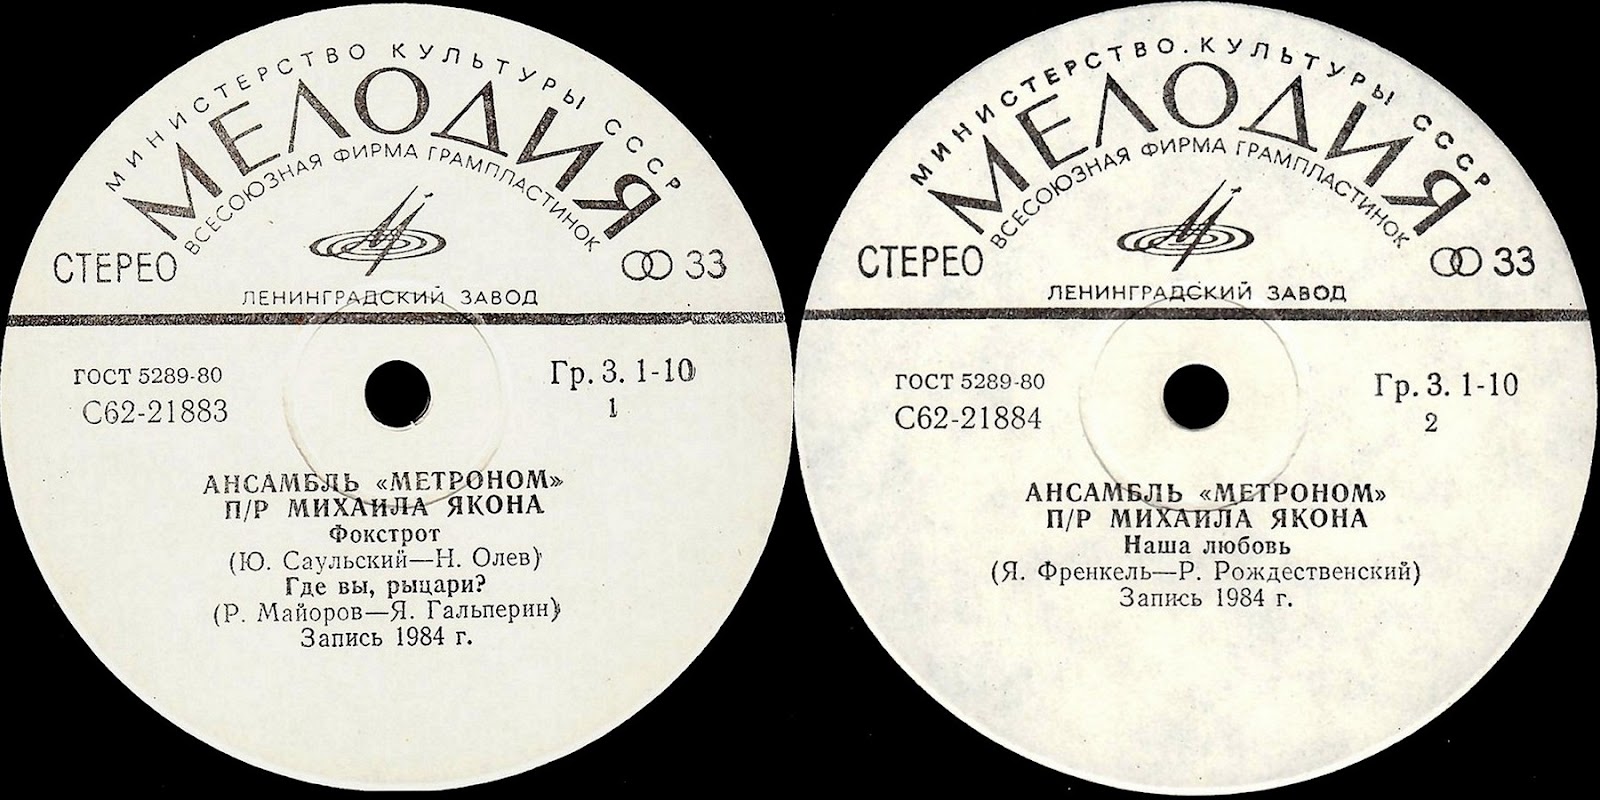 МИНИСТЕРСТВО КУЛЬТУРЫ СССР
МЕЛОДИЯ
ВСЕСОЮЗНАЯ ФИРМА ГРАМПЛАСТИНОК
СТЕРЕО
33
ЛЕНИНГРАДСКИЙ ЗАВОД
ГОСТ 5289-80
Гр. 3. 1-10
С62-21883
1
АНСАМБЛЬ «МЕТРОНОМ»
П/Р МИХАИЛА ЯКОНА
Фокстрот
(Ю. Саульский—Н. Олев)
Где вы, рыцари?
(Р. Майоров—Я. Гальперин)
Запись 1984 г.
МИНИСТЕРСТВО. КУЛЬТУРЫ СССР
МЕЛОДИЯ
ВСЕСОЮЗНАЯ ФИРМА ГРАМПЛАСТИНОК
СТЕРЕО
33
ЛЕНИНГРАДСКИЙ ЗАВОД
ГОСТ 5289-80
Гр. 3. 1-10
С62-21884
2
АНСАМБЛЬ «МЕТРОНОМ»
П/Р МИХАИЛА ЯКОНА
Наша любовь
(Я. Френкель—Р. Рождественский)
Запись 1984 г.